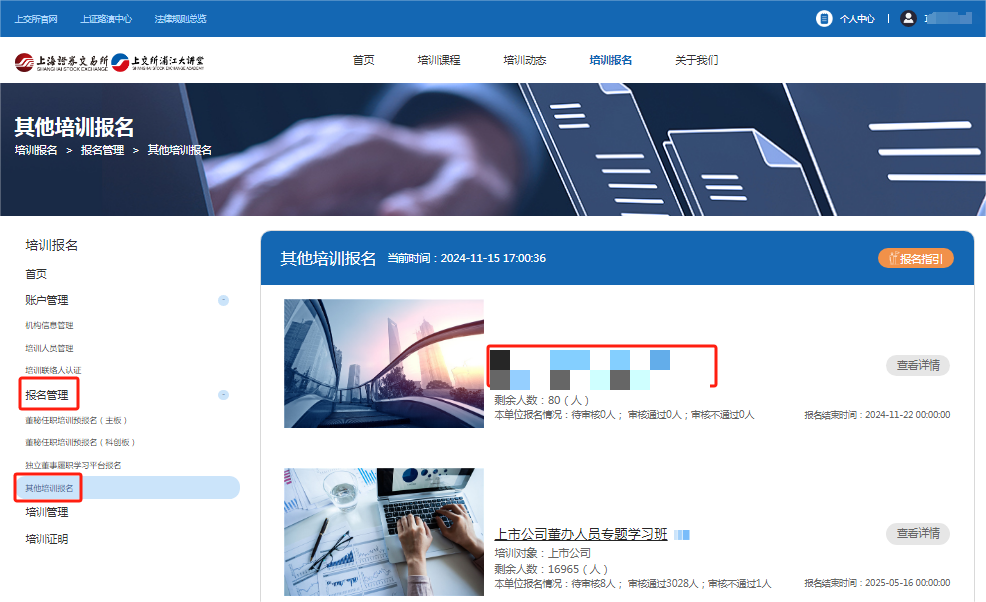 上交所官网 上证路演中心 法律规则总览 个人中心 |
上海證券交易所 上交所浦江大講堂
SHANGHAI STOCK EXCHANGE
首页 培训课程 培训动态 培训报名 关于我们
其他培训报名
培训报名 > 报名管理 > 其他培训报名
培训报名
首页
账户管理
机构信息管理
培训人员管理
培训联络人认证
报名管理
董秘任职培训预报名（主板）
董秘任职培训预报名（科创板）
独立董事履职学习平台报名
其他培训报名
培训管理
培训证明
其他培训报名 当前时间：2024-11-15 17:00:36
报名指引
查看详情
剩余人数：80（人）
本单位报名情况：待审核0人；审核通过0人；审核不通过0人
报名结束时间：2024-11-22 00:00:00
上市公司董办人员专题学习班
查看详情
培训对象：上市公司
剩余人数：16965（人）
本单位报名情况：待审核8人；审核通过3028人；审核不通过1人
报名结束时间：2025-05-16 00:00:00